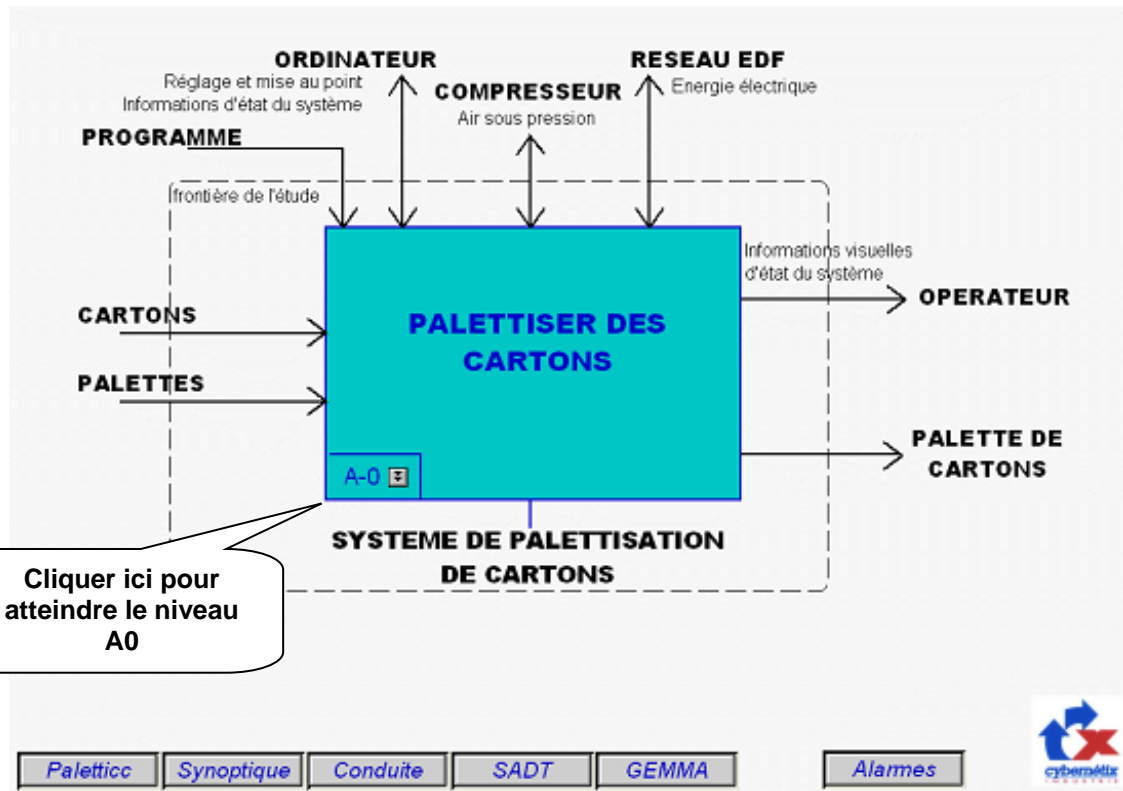 ORDINATEUR
Réglage et mise au point
Informations d'état du système
RESEAU EDF
Energie électrique
COMPRESSEUR
Air sous pression
PROGRAMME
frontière de l'étude
Informations visuelles
d'état du système
OPERATEUR
CARTONS
PALETTES
PALETTISER DES
CARTONS
PALETTE DE
CARTONS
A-0
SYSTEME DE PALETTISATION
DE CARTONS
Cliquer ici pour
atteindre le niveau
A0
Paletticc
Synoptique
Conduite
SADT
GEMMA
Alarmes
cybernétix
INDUSTRIE